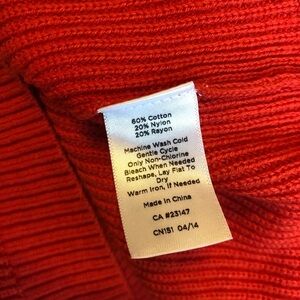 60% Cotton
20% Nylon
20% Rayon
Machine Wash Cold
Gentle Cycle
Only Non-Chlorine
Bleach When Needed
Reshape, Lay Flat To
Dry
Warm Iron, If Needed
Made In China
CA #23147
CN151 04/14